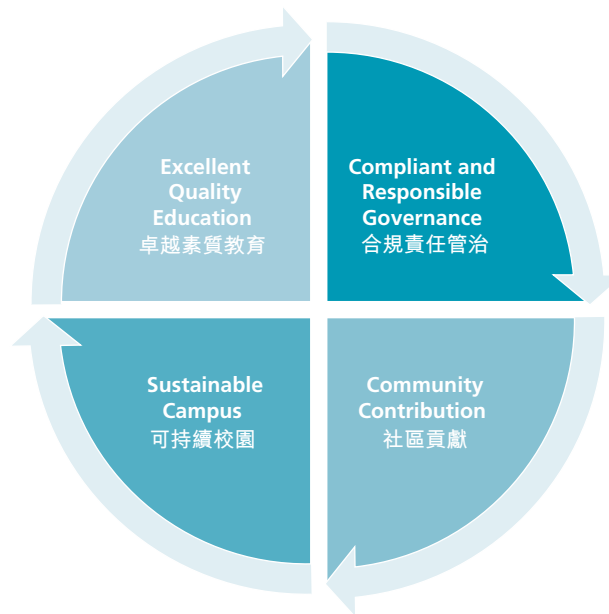 Excellent
Quality
Education
卓越素質教育
Compliant and
Responsible
Governance
合規責任管治
Sustainable
Campus
可持續校園
Community
Contribution
社區貢獻